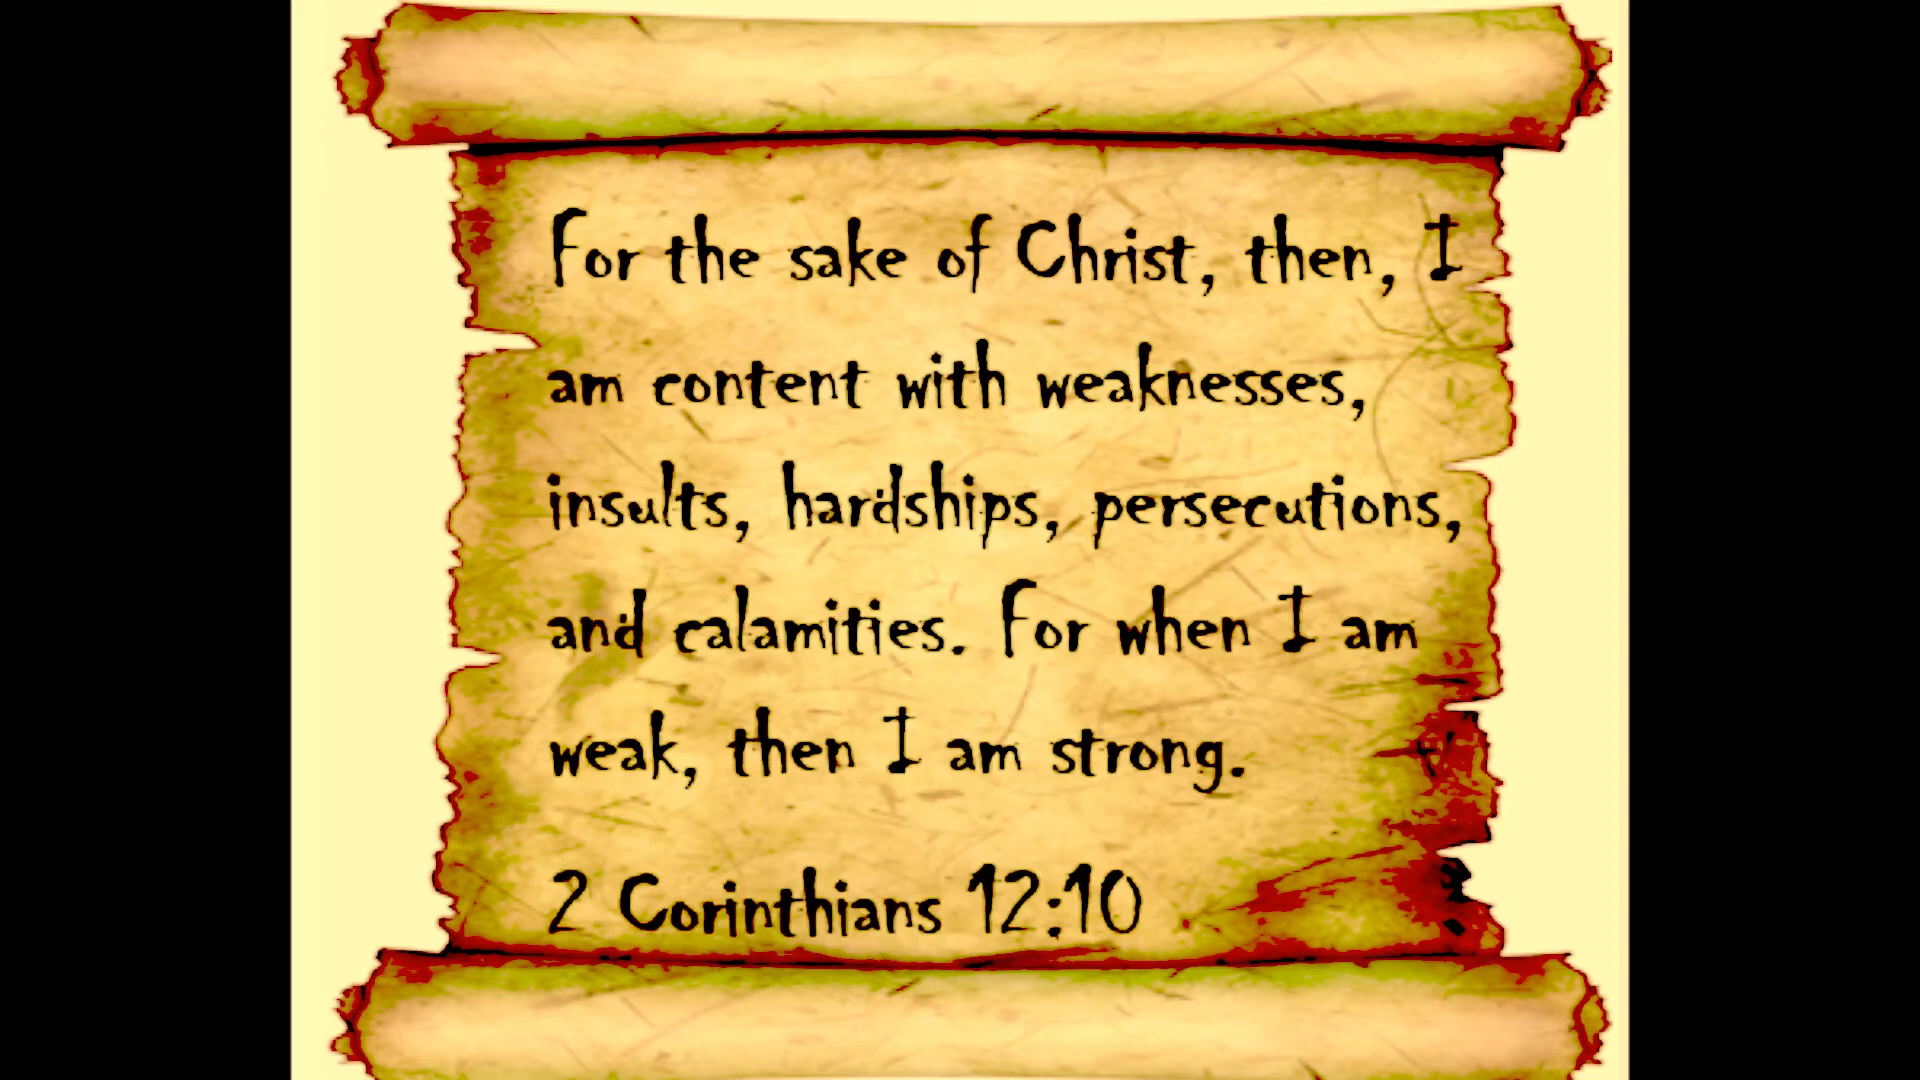 For the sake of Christ, then, I
am content with weaknesses,
insults, hardships, persecutions,
and calamities. For when I am
weak, then I am strong.
2 Corinthians 12:10